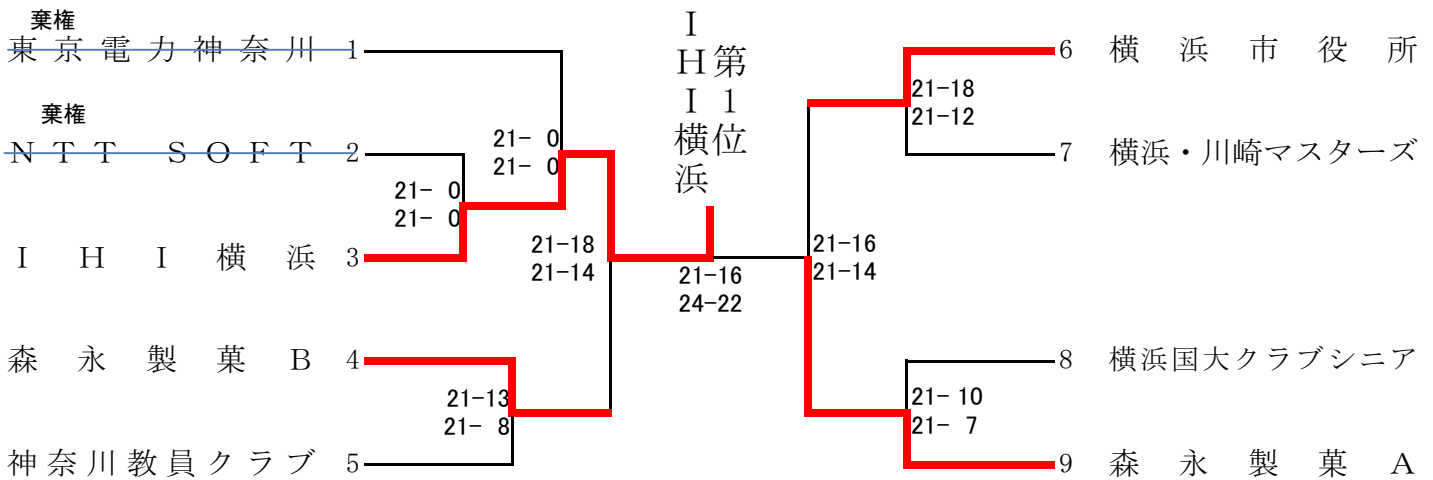 棄権
東京電力神奈川 1
棄権
NTT SOFT 2
IHI横浜 3
森永製菓B 4
神奈川教員クラブ 5
21- 0
21- 0
21- 0
21- 0
21-18
21-14
21-13
21- 8
第1位
IHI横浜
21-16
24-22
21-18
21-12
21-16
21-14
21- 10
21- 7
6 横浜市役所
7 横浜・川崎マスターズ
8 横浜国大クラブシニア
9 森永製菓A